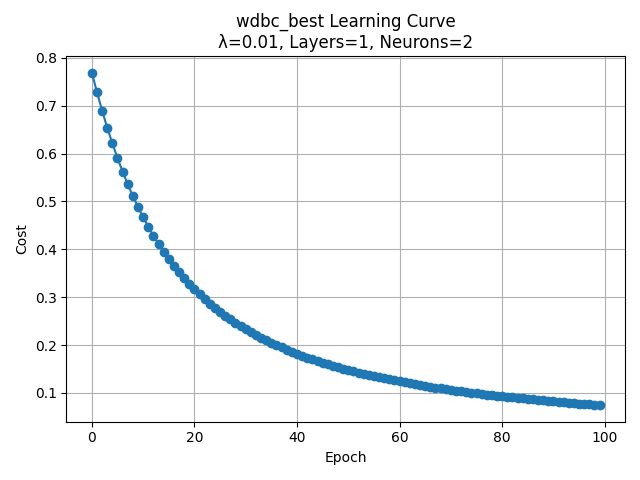 wdbc_best Learning Curve
λ=0.01, Layers=1, Neurons=2
0.8
0.7
0.6
0.5
0.4
0.3
0.2
0.1
Cost
0 20 40 60 80 100
Epoch